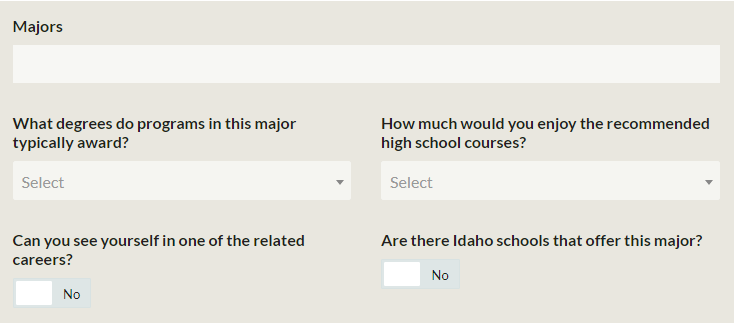 Majors
What degrees do programs in this major
typically award?
How much would you enjoy the recommended
high school courses?
Select
Select
Can you see yourself in one of the related
careers?
Are there Idaho schools that offer this major?
No
No